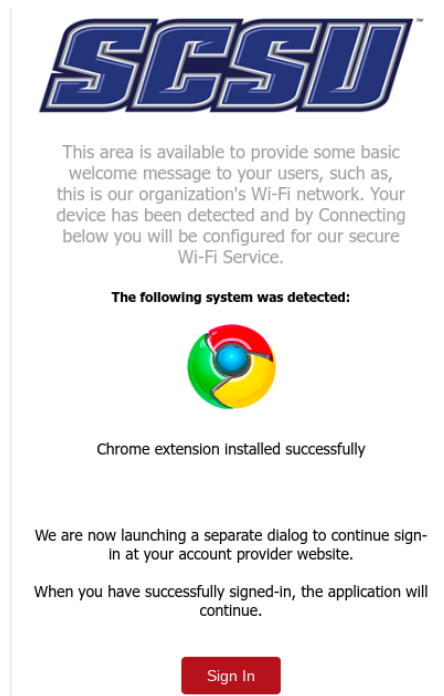 SCSU
™
This area is available to provide some basic
welcome message to your users, such as,
this is our organization's Wi-Fi network. Your
device has been detected and by Connecting
below you will be configured for our secure
Wi-Fi Service.
The following system was detected:
Chrome extension installed successfully
We are now launching a separate dialog to continue sign-
in at your account provider website.
When you have successfully signed-in, the application will
continue.
Sign In